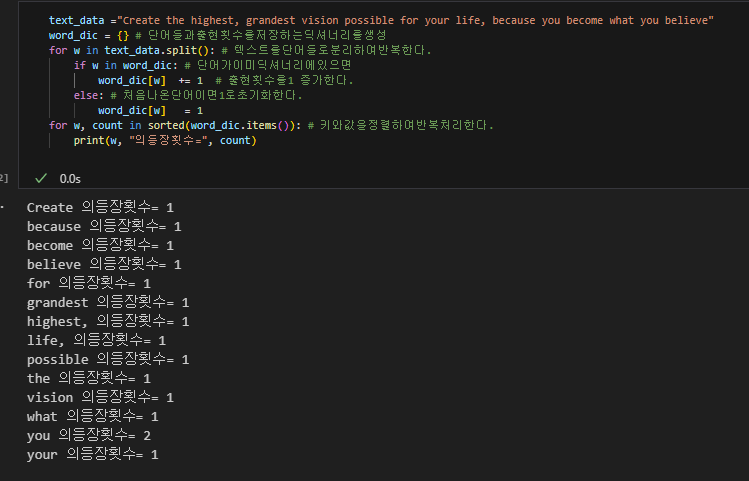 text_data ="Create the highest, grandest vision possible for your life, because you become what you believe"
word_dic = {} # 단어들과출현횟수를저장하는딕셔너리를생성
for w in text_data.split(): # 텍스트를단어들로분리하여반복한다.
    if w in word_dic: # 단어가이미딕셔너리에있으면
        word_dic[w]  += 1  # 출현횟수를1 증가한다.
    else: # 처음나온단어이면1로초기화한다.
        word_dic[w]   = 1
for w, count in sorted(word_dic.items()): # 키와값을정렬하여반복처리한다.
    print(w, "의등장횟수=", count)
2]
0.0s
Create 의등장횟수= 1
because 의등장횟수= 1
become 의등장횟수= 1
believe 의등장횟수= 1
for 의등장횟수= 1
grandest 의등장횟수= 1
highest, 의등장횟수= 1
life, 의등장횟수= 1
possible 의등장횟수= 1
the 의등장횟수= 1
vision 의등장횟수= 1
what 의등장횟수= 1
you 의등장횟수= 2
your 의등장횟수= 1